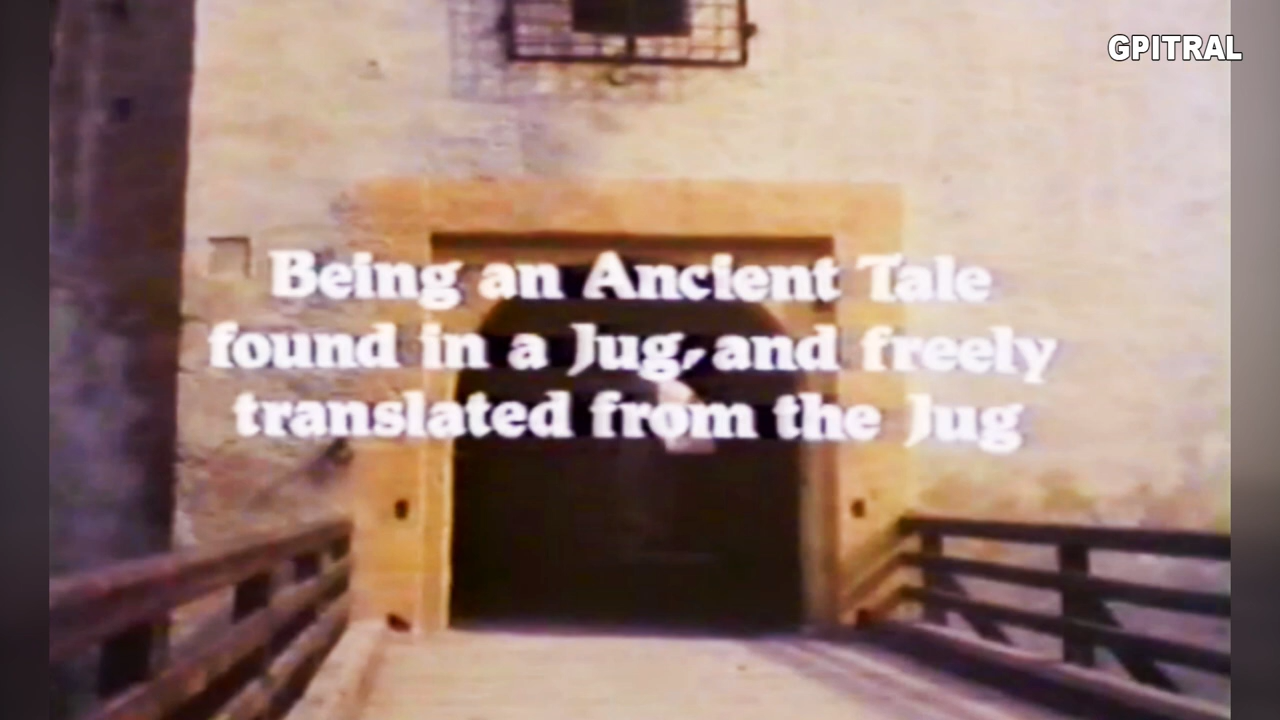 GPITRAL
Being an Ancient Tale
found in a Jug, and freely
translated from the Jug